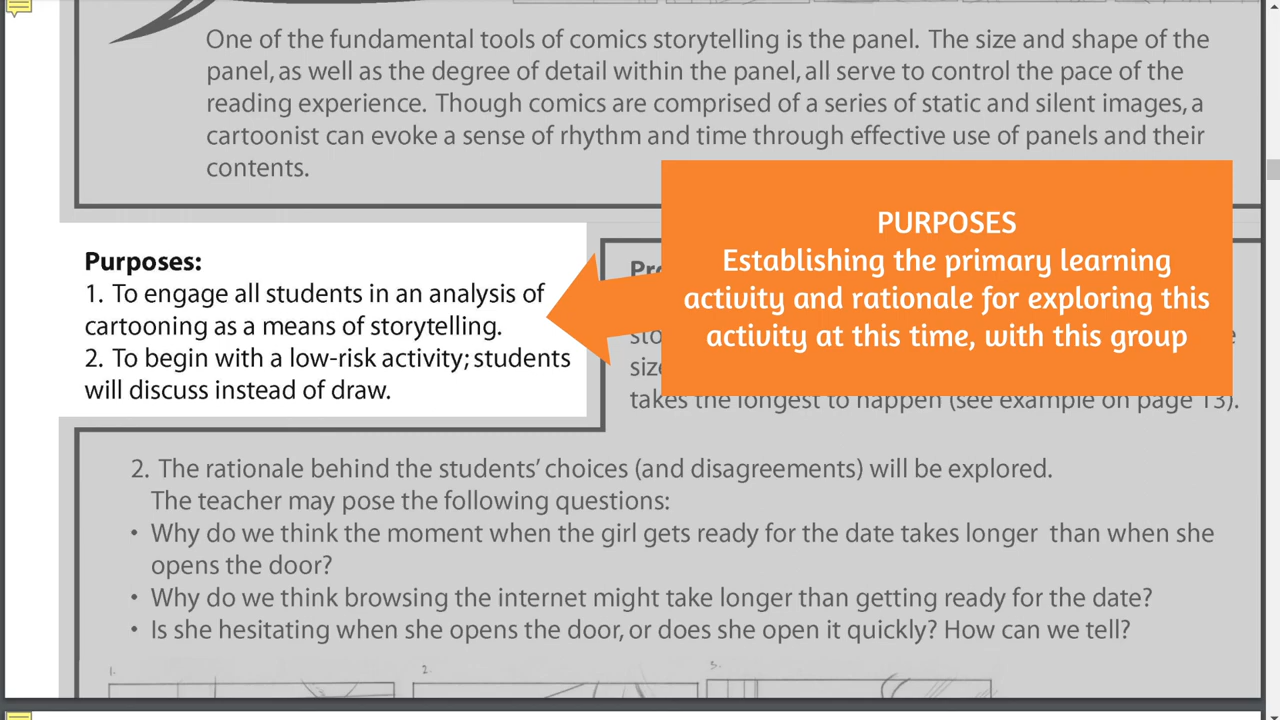 One of the fundamental tools of comics storytelling is the panel. The size and shape of the
panel, as well as the degree of detail within the panel, all serve to control the pace of the
reading experience. Though comics are comprised of a series of static and silent images, a
cartoonist can evoke a sense of rhythm and time through effective use of panels and their
contents.
Purposes:
1. To engage all students in an analysis of
cartooning as a means of storytelling.
2. To begin with a low-risk activity; students
will discuss instead of draw.
PURPOSES
Establishing the primary learning
activity and rationale for exploring this
activity at this time, with this group
takes the longest to happen (see example on page 13).
2. The rationale behind the students' choices (and disagreements) will be explored.
The teacher may pose the following questions:
• Why do we think the moment when the girl gets ready for the date takes longer than when she
opens the door?
• Why do we think browsing the internet might take longer than getting ready for the date?
• Is she hesitating when she opens the door, or does she open it quickly? How can we tell?
1.
2.
3.